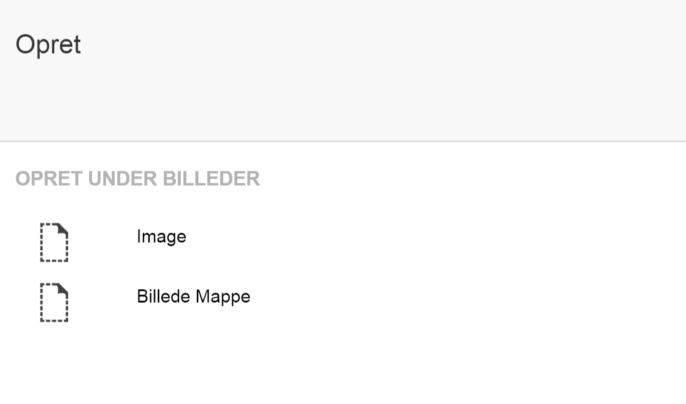 Opret
OPRET UNDER BILLEDER
Image
Billede Mappe